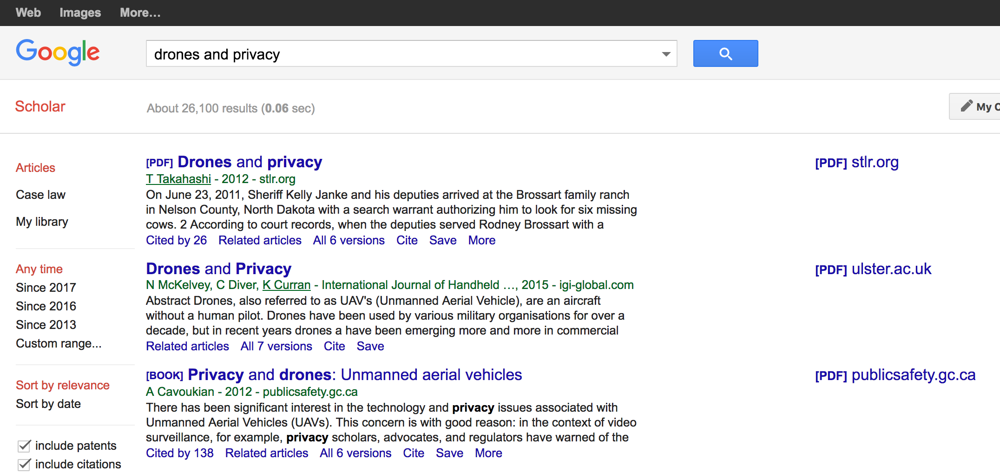 Web Images More…
Google
drones and privacy
Scholar
About 26,100 results (0.06 sec)
My
Articles
Case law
My library
Any time
Since 2017
Since 2016
Since 2013
Custom range...
Sort by relevance
Sort by date
include patents
include citations
[PDF] Drones and privacy
T Takahashi - 2012 - stlr.org
On June 23, 2011, Sheriff Kelly Janke and his deputies arrived at the Brossart family ranch
in Nelson County, North Dakota with a search warrant authorizing him to look for six missing
cows. 2 According to court records, when the deputies served Rodney Brossart with a
Cited by 26 Related articles All 6 versions Cite Save More
[PDF] stlr.org
Drones and Privacy
N McKelvey, C Diver, K Curran - International Journal of Handheld …, 2015 - igi-global.com
Abstract Drones, also referred to as UAV's (Unmanned Aerial Vehicle), are an aircraft
without a human pilot. Drones have been used by various military organisations for over a
decade, but in recent years drones a have been emerging more and more in commercial
Related articles All 7 versions Cite Save
[PDF] ulster.ac.uk
[BOOK] Privacy and drones: Unmanned aerial vehicles
A Cavoukian - 2012 - publicsafety.gc.ca
There has been significant interest in the technology and privacy issues associated with
Unmanned Aerial Vehicles (UAVs). This concern is with good reason: in the context of video
surveillance, for example, privacy scholars, advocates, and regulators have warned of the
Cited by 138 Related articles All 6 versions Cite Save More
[PDF] publicsafety.gc.ca